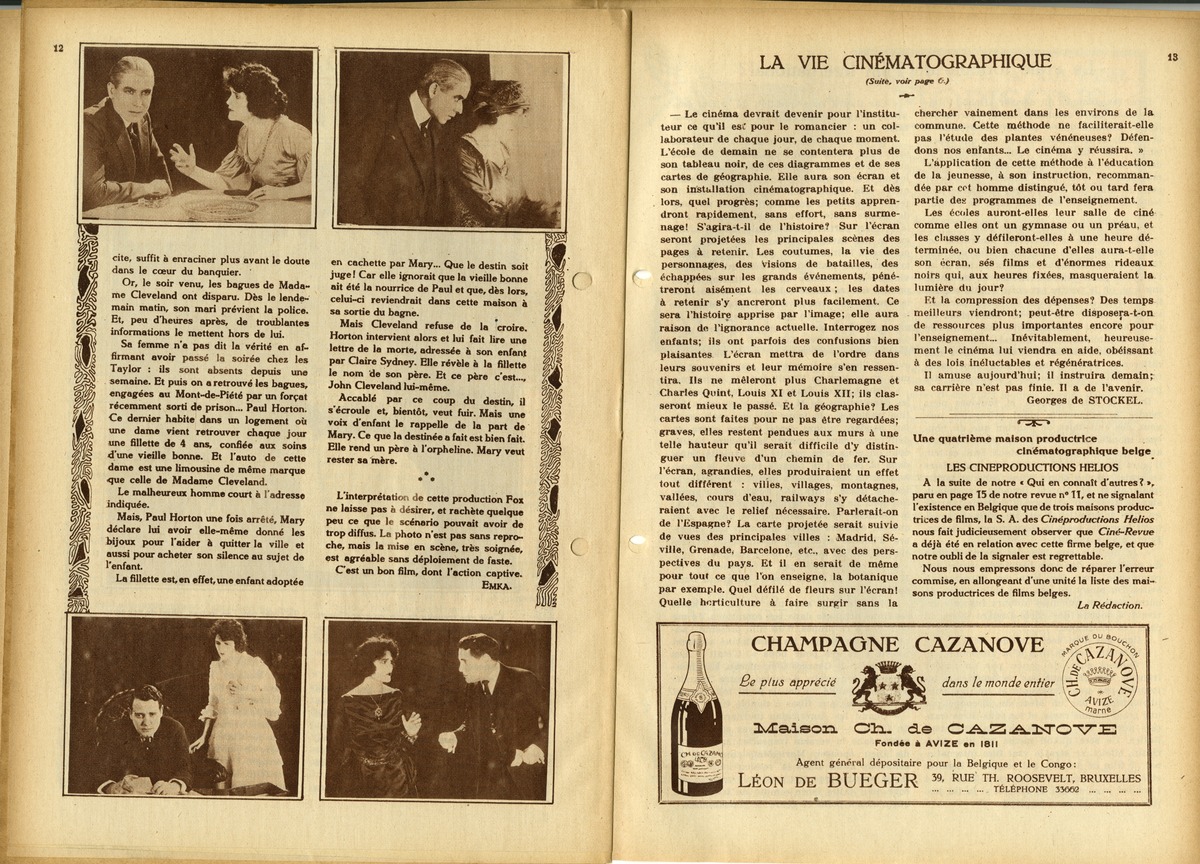 12
cite, suffit à enraciner plus avant le doute
dans le cœur du banquier.
Or, le soir venu, les bagues de Mada-
me Cleveland ont disparu. Dès le lende-
main matin, son mari prévient la police.
Et, peu d'heures après, de troublantes
informations le mettent hors de lui.
Sa femme n'a pas dit la vérité en af-
firmant avoir passé la soirée chez les
Taylor : ils sont absents depuis une
semaine. Et puis on a retrouvé les bagues,
engagées au Mont-de-Piété par un forçat
récemment sorti de prison... Paul Horton.
Ce dernier habite dans un logement où
une dame vient retrouver chaque jour
une fillette de 4 ans, confiée aux soins
d'une vieille bonne. Et l'auto de cette
dame est une limousine de même marque
que celle de Madame Cleveland.
Le malheureux homme court à l'adresse
indiquée.
Mais, Paul Horton une fois arrêté, Mary
déclare lui avoir elle-même donné les
bijoux pour l'aider à quitter la ville et
aussi pour acheter son silence au sujet de
l'enfant.
La fillette est, en effet, une enfant adoptée
en cachette par Mary... Que le destin soit
juge! Car elle ignorait que la vieille bonne
ait été la nourrice de Paul et que, dès lors,
celui-ci reviendrait dans cette maison à
sa sortie du bagne.
Mais Cleveland refuse de la croire.
Horton intervient alors et lui fait lire une
lettre de la morte, adressée à son enfant
par Claire Sydney. Elle révèle à la fillette
le nom de son père. Et ce père c'est...,
John Cleveland lui-même.
Accablé par ce coup du destin, il
s'écroule et, bientôt, veut fuir. Mais une
voix d'enfant le rappelle de la part de
Mary. Ce que la destinée a fait est bien fait.
Elle rend un père à l'orpheline. Mary veut
rester sa mère.
L'interprétation de cette production Fox
ne laisse pas à désirer, et rachète quelque
peu ce que le scénario pouvait avoir de
trop diffus. La photo n'est pas sans repro-
che, mais la mise en scène, très soignée,
est agréable sans déploiement de faste.
C'est un bon film, dont l'action captive.
EMKA.
13
LA VIE CINÉMATOGRAPHIQUE
(Suite, voir page 6.)
— Le cinéma devrait devenir pour l'institu-
teur ce qu'il est pour le romancier : un col-
laborateur de chaque jour, de chaque moment.
L'école de demain ne se contentera plus de
son tableau noir, de ces diagrammes et de ses
cartes de géographie. Elle aura son écran et
son installation cinématographique. Et dès
lors, quel progrès; comme les petits appren-
dront rapidement, sans effort, sans surme-
nage! S'agira-t-il de l'histoire? Sur l'écran
seront projetées les principales scènes des
pages à retenir. Les coutumes, la vie des
personnages, des visions de batailles, des
échappées sur les grands événements, péné-
treront aisément les cerveaux; les dates
à retenir s'y ancreront plus facilement. Ce
sera l'histoire apprise par l'image; elle aura
raison de l'ignorance actuelle. Interrogez nos
enfants; ils ont parfois des confusions bien
plaisantes. L'écran mettra de l'ordre dans
leurs souvenirs et leur mémoire s'en ressen-
tira. Ils ne mêleront plus Charlemagne et
Charles Quint, Louis XI et Louis XII; ils clas-
seront mieux le passé. Et la géographie? Les
cartes sont faites pour ne pas être regardées;
graves, elles restent pendues aux murs à une
telle hauteur qu'il serait difficile d'y distin-
guer un fleuve d'un chemin de fer. Sur
l'écran, agrandies, elles produiraient un effet
tout différent : villes, villages, montagnes,
vallées, cours d'eau, railways s'y détache-
raient avec le relief nécessaire. Parlerait-on
de l'Espagne? La carte projetée serait suivie
de vues des principales villes : Madrid, Sé-
ville, Grenade, Barcelone, etc., avec des pers-
pectives du pays. Et il en serait de même
pour tout ce que l'on enseigne, la botanique
par exemple. Quel défilé de fleurs sur l'écran!
Quelle horticulture à faire surgir sans la
chercher vainement dans les environs de la
commune. Cette méthode ne faciliterait-elle
pas l'étude des plantes vénéneuses? Défen-
dons nos enfants... Le cinéma y réussira. »
L'application de cette méthode à l'éducation
de la jeunesse, à son instruction, recomman-
dée par cet homme distingué, tôt ou tard fera
partie des programmes de l'enseignement.
Les écoles auront-elles leur salle de ciné
comme elles ont un gymnase ou un préau, et
les classes y défileront-elles à une heure dé-
terminée, ou bien chacune d'elles aura-t-elle
son écran, sés films et d'énormes rideaux
noirs qui, aux heures fixées, masqueraient la
lumière du jour?
Et la compression des dépenses? Des temps
meilleurs viendront; peut-être disposera-t-on
de ressources plus importantes encore pour
l'enseignement... Inévitablement, heureuse-
ment le cinéma lui viendra en aide, obéissant
à des lois inéluctables et régénératrices.
Il amuse aujourd'hui; il instruira demain;
sa carrière n'est pas finie. Il a de l'avenir.
Georges de STOCKEL.
Une quatrième maison productrice
cinématographique belge
LES CINEPRODUCTIONS HELIOS
A la suite de notre « Qui en connaît d'autres? »,
paru en page 15 de notre revue n° 11, et ne signalant
l'existence en Belgique que de trois maisons produc-
trices de films, la S. A. des Cinéproductions Helios
nous fait judicieusement observer que Ciné-Revue
a déjà été en relation avec cette firme belge, et que
notre oubli de la signaler est regrettable.
Nous nous empressons donc de réparer l'erreur
commise, en allongeant d'une unité la liste des mai-
sons productrices de films belges.
La Rédaction.
CHAMPAGNE CAZANOVE
Le plus apprécié dans le monde entier
MARQUE DU BOUCHON
CH. DE CAZANOVE
AVIZE
marne
Maison Ch. de CAZANOVE
Fondée à AVIZE en 1811
Agent général dépositaire pour la Belgique et le Congo:
LÉON DE BUEGER 39, RUE TH. ROOSEVELT, BRUXELLES
... ... ... ... TÉLÉPHONE 33662 ... ... ... ...